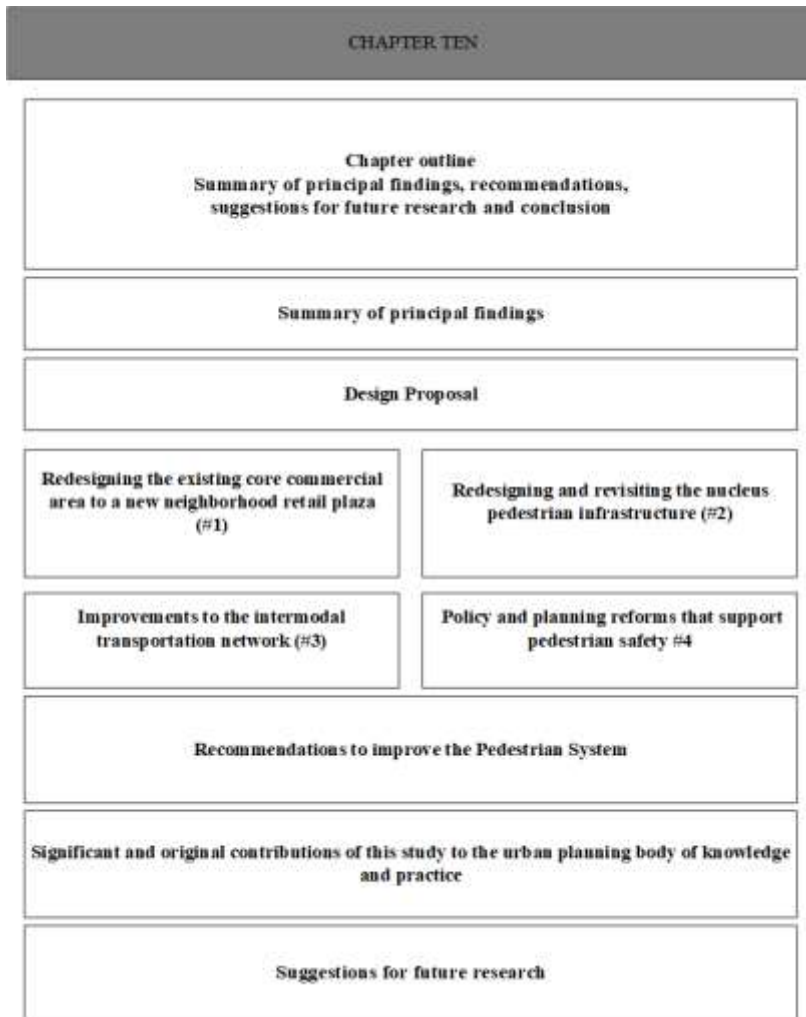 CHAPTER TEN
Chapter outline
Summary of principal findings, recommendations,
suggestions for future research and conclusion
Summary of principal findings
Design Proposal
Redesigning the existing core commercial
area to a new neighborhood retail plaza
(#1)
Redesigning and revisiting the nucleus
pedestrian infrastructure (#2)
Improvements to the intermodal
transportation network (#3)
Policy and planning reforms that support
pedestrian safety #4
Recommendations to improve the Pedestrian System
Significant and original contributions of this study to the urban planning body of knowledge
and practice
Suggestions for future research